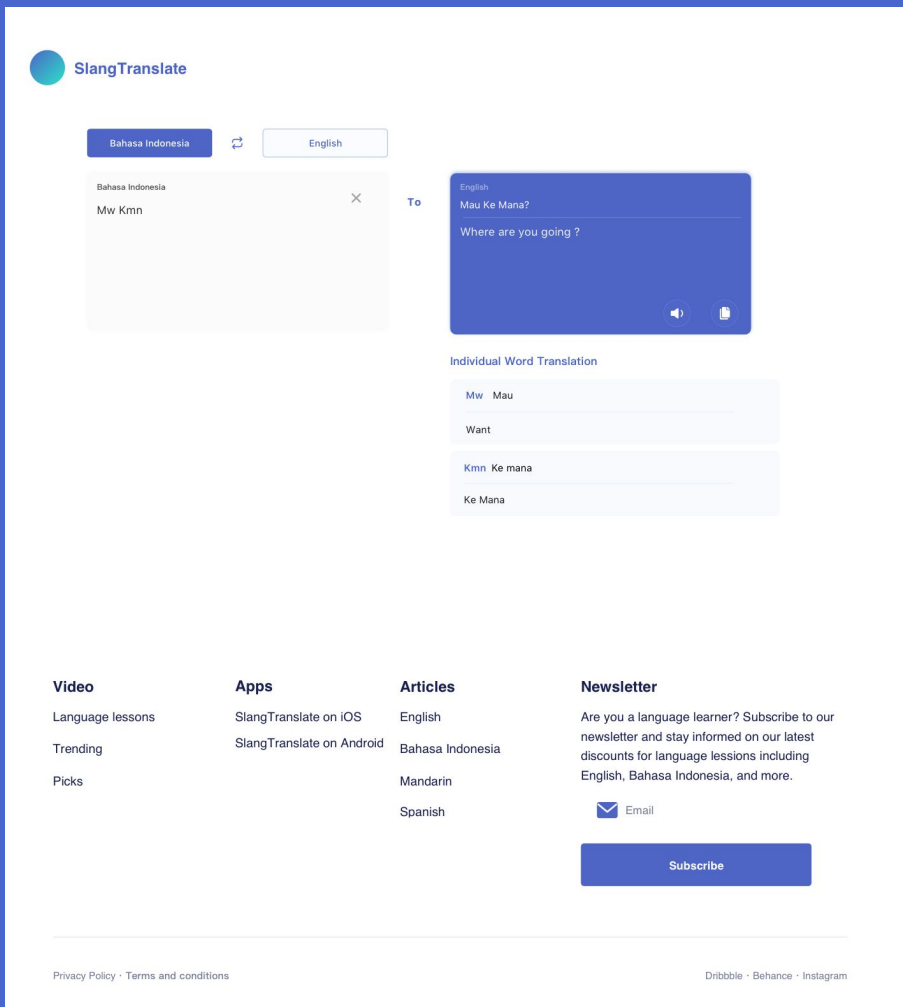 SlangTranslate
Bahasa Indonesia
English
Bahasa Indonesia
Mw Kmn
To
English
Mau Ke Mana?
Where are you going ?
Individual Word Translation
Mw Mau
Want
Kmn Ke mana
Ke Mana
Video
Language lessons
Trending
Picks
Apps
SlangTranslate on iOS
SlangTranslate on Android
Articles
English
Bahasa Indonesia
Mandarin
Spanish
Newsletter
Are you a language learner? Subscribe to our
newsletter and stay informed on our latest
discounts for language lessions including
English, Bahasa Indonesia, and more.
Email
Subscribe
Privacy Policy · Terms and conditions
Dribbble · Behance · Instagram